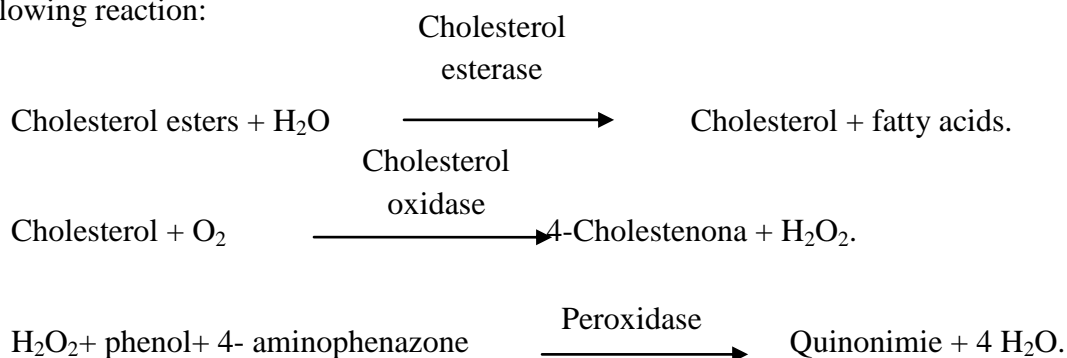 lowing reaction:
Cholesterol
esterase
Cholesterol esters + H₂O Cholesterol + fatty acids.
Cholesterol
oxidase
Cholesterol + O₂ 4-Cholestenona + H₂O₂.
Peroxidase
H₂O₂+ phenol+ 4- aminophenazone Quinonimie + 4 H₂O.